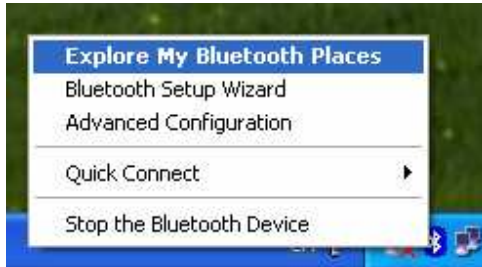 Explore My Bluetooth Places
Bluetooth Setup Wizard
Advanced Configuration
Quick Connect
Stop the Bluetooth Device